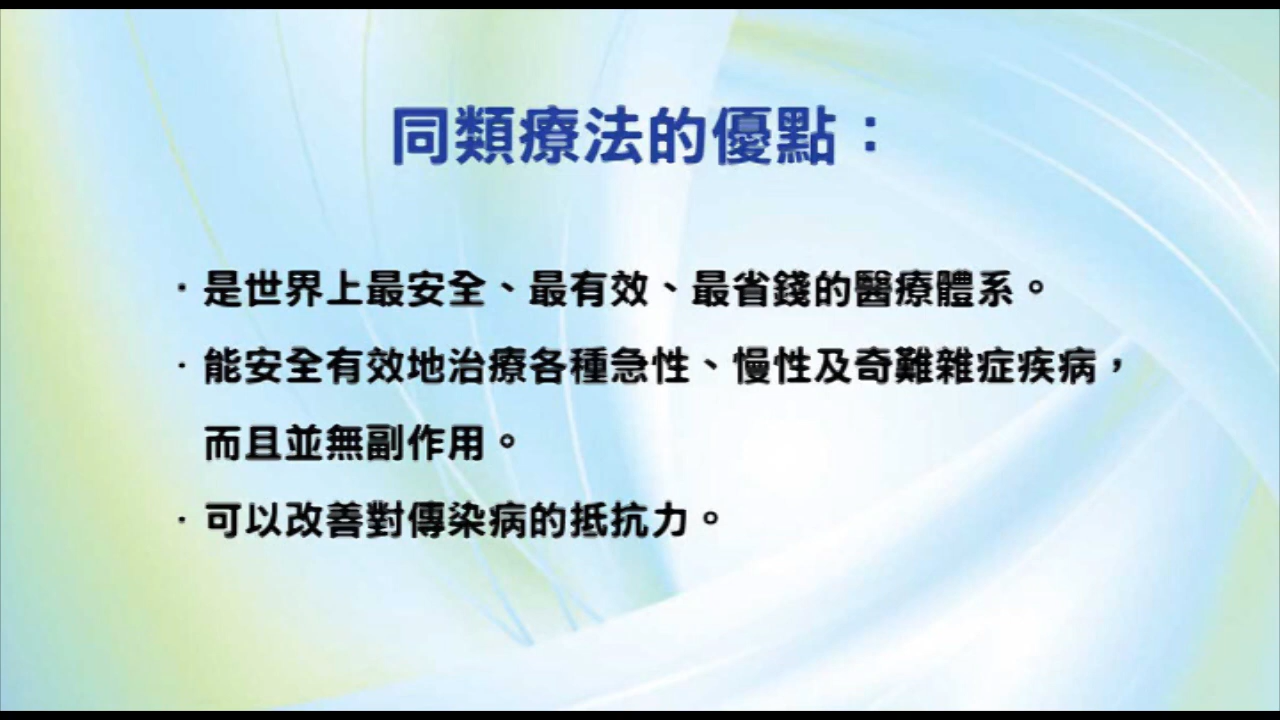 同類療法的優點：
·是世界上最安全、最有效、最省錢的醫療體系。
·能安全有效地治療各種急性、慢性及奇難雜症疾病，
而且並無副作用。
·可以改善對傳染病的抵抗力。